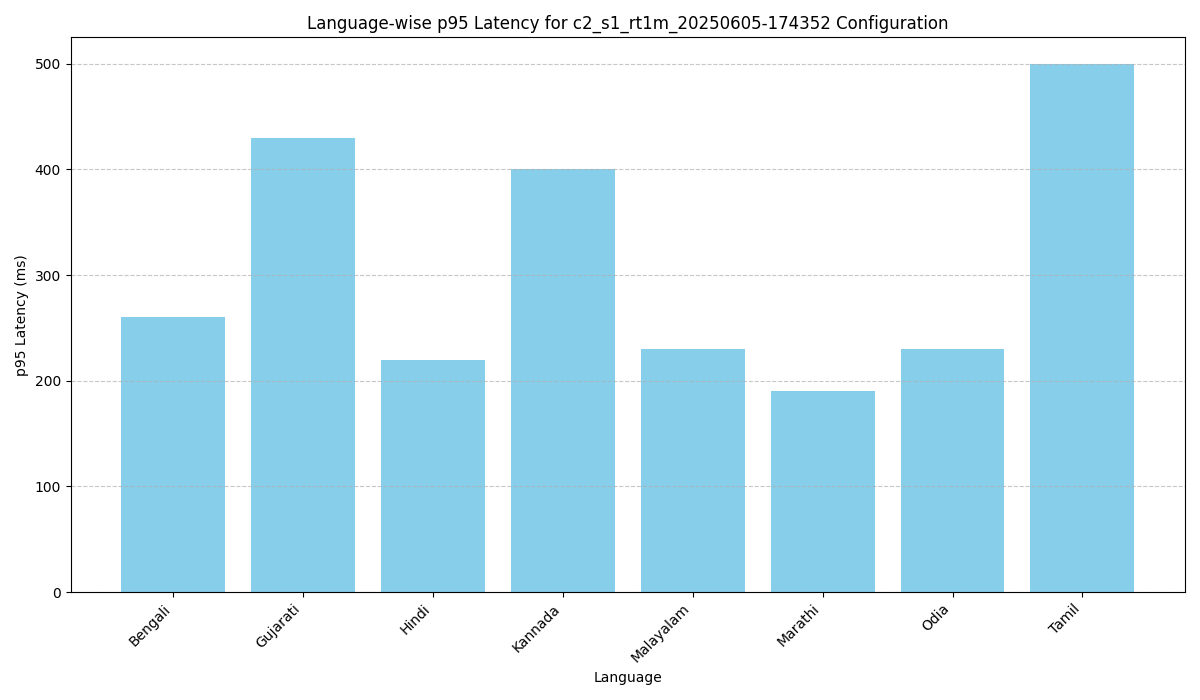 Language-wise p95 Latency for c2_s1_rt1m_20250605-174352 Configuration
p95 Latency (ms)
500
400
300
200
100
0
Bengali
Gujarati
Hindi
Kannada
Malayalam
Marathi
Odia
Tamil
Language